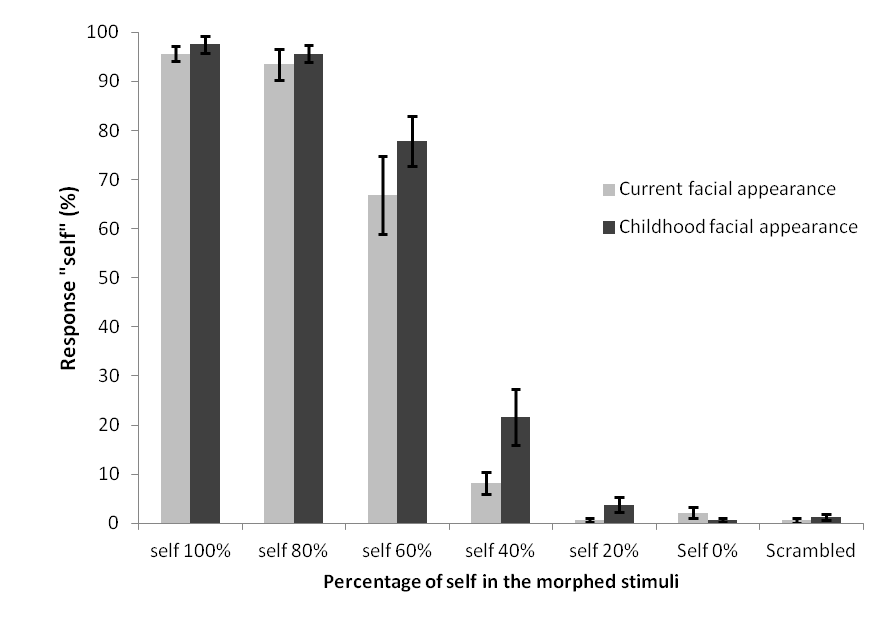 100
90
80
70
60
50
40
30
20
10
0
Response "self" (%)
Current facial appearance
Childhood facial appearance
self 100% self 80% self 60% self 40% self 20% Self 0% Scrambled
Percentage of self in the morphed stimuli